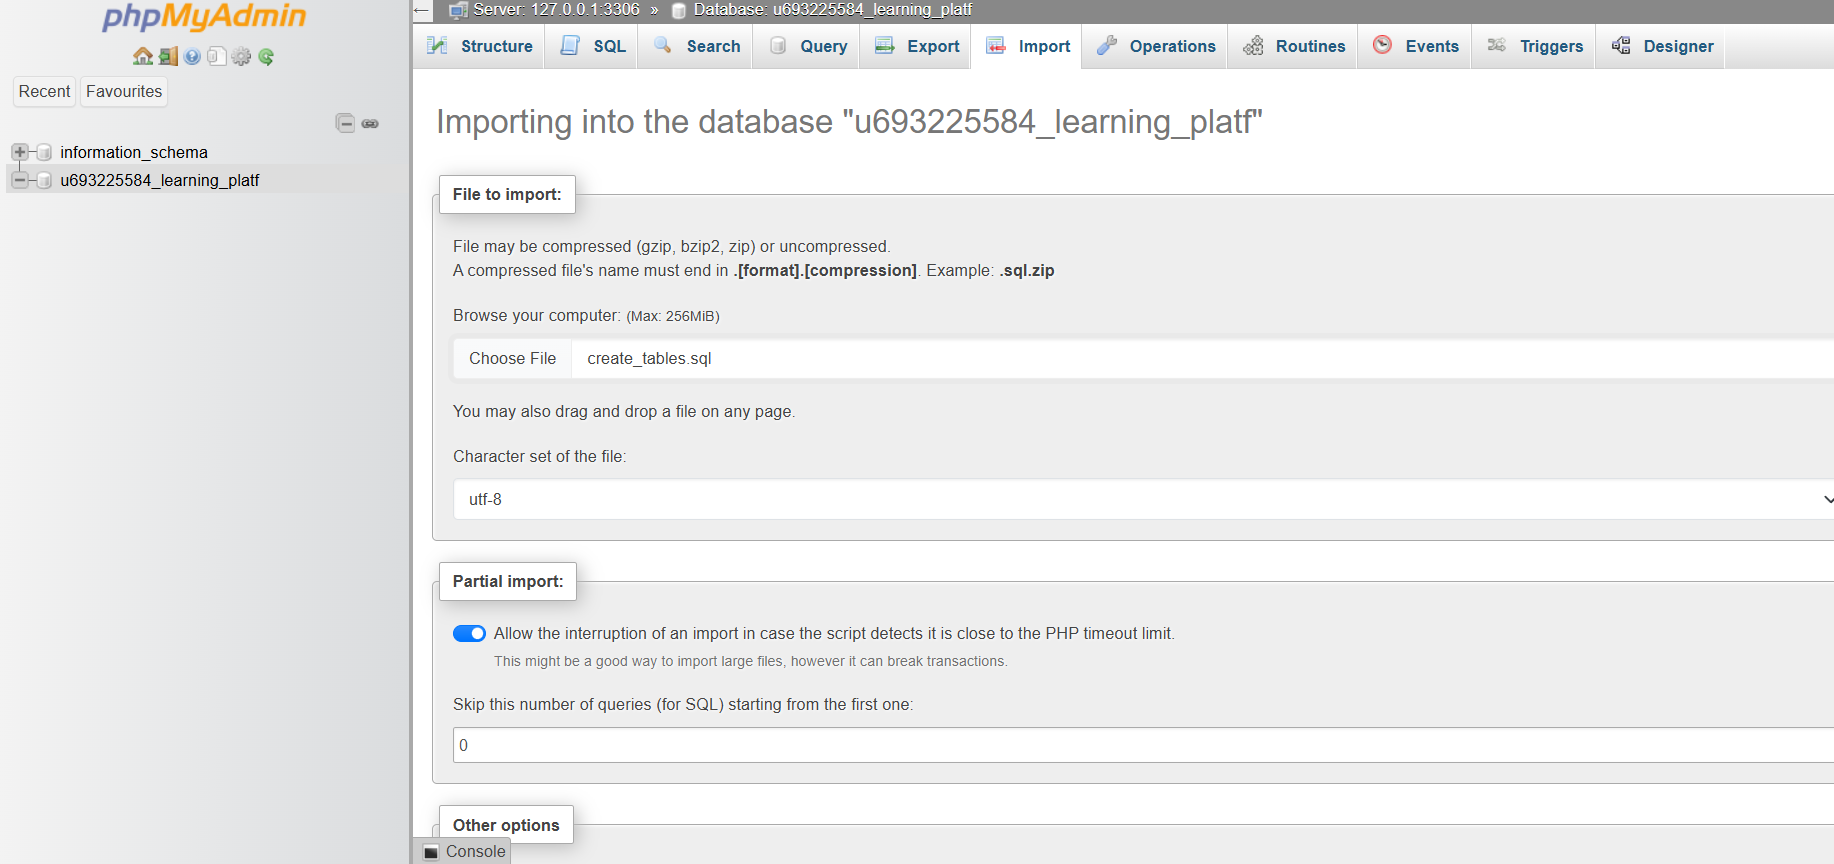 phpMyAdmin
Recent
Favourites
information_schema
u693225584_learning_platf
Server: 127.0.0.1:3306 » Database: u693225584_learning_platf
Structure SQL Search Query Export Import Operations Routines Events Triggers Designer
Importing into the database "u693225584_learning_platf"
File to import:
File may be compressed (gzip, bzip2, zip) or uncompressed.
A compressed file's name must end in .[format].[compression]. Example: .sql.zip
Browse your computer: (Max: 256MiB)
Choose File create_tables.sql
You may also drag and drop a file on any page.
Character set of the file:
utf-8
Partial import:
Allow the interruption of an import in case the script detects it is close to the PHP timeout limit.
This might be a good way to import large files, however it can break transactions.
Skip this number of queries (for SQL) starting from the first one:
0
Other options
Console